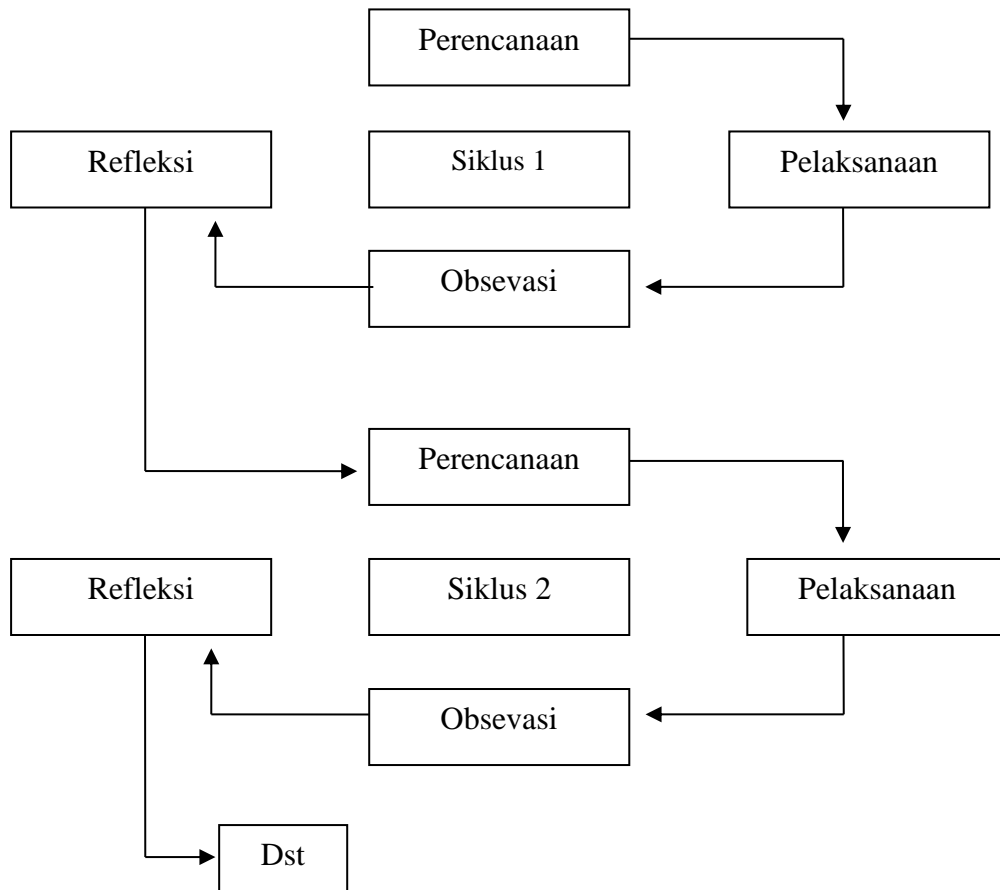 Perencanaan
Refleksi
Siklus 1
Pelaksanaan
Obsevasi
Perencanaan
Refleksi
Siklus 2
Pelaksanaan
Obsevasi
Dst